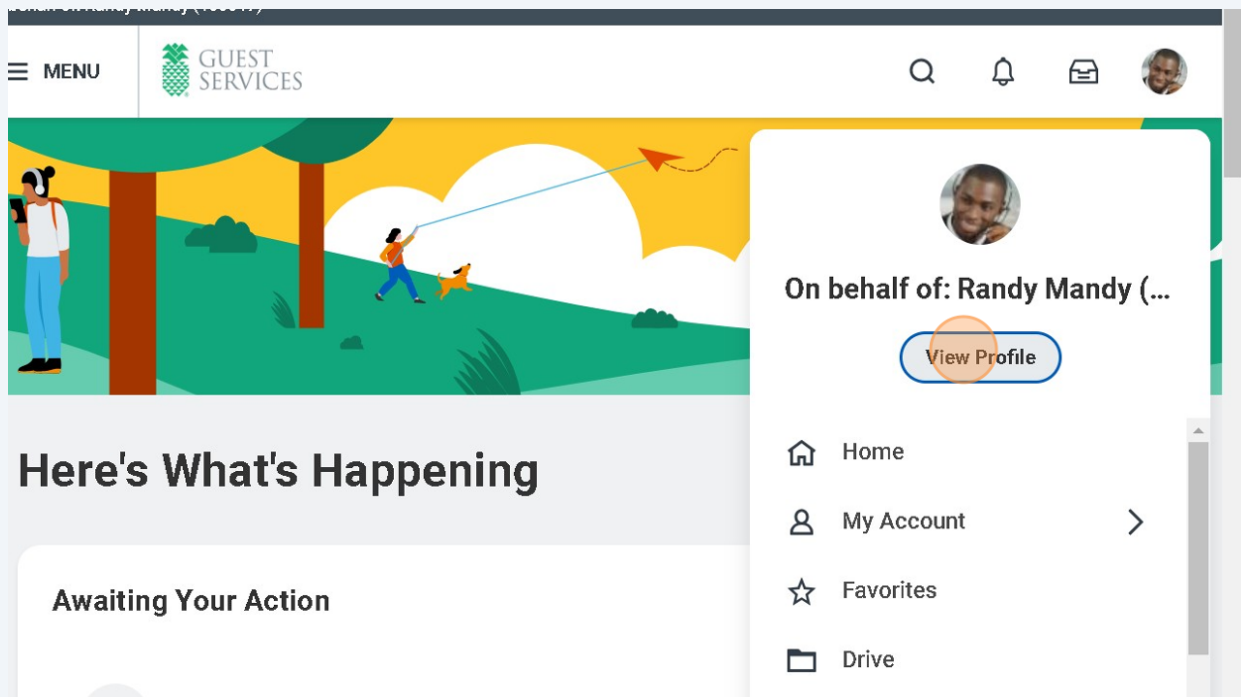 MENU
GUEST
SERVICES
On behalf of: Randy Mandy (...
View Profile
Here's What's Happening
Home
My Account
Awaiting Your Action
Favorites
Drive